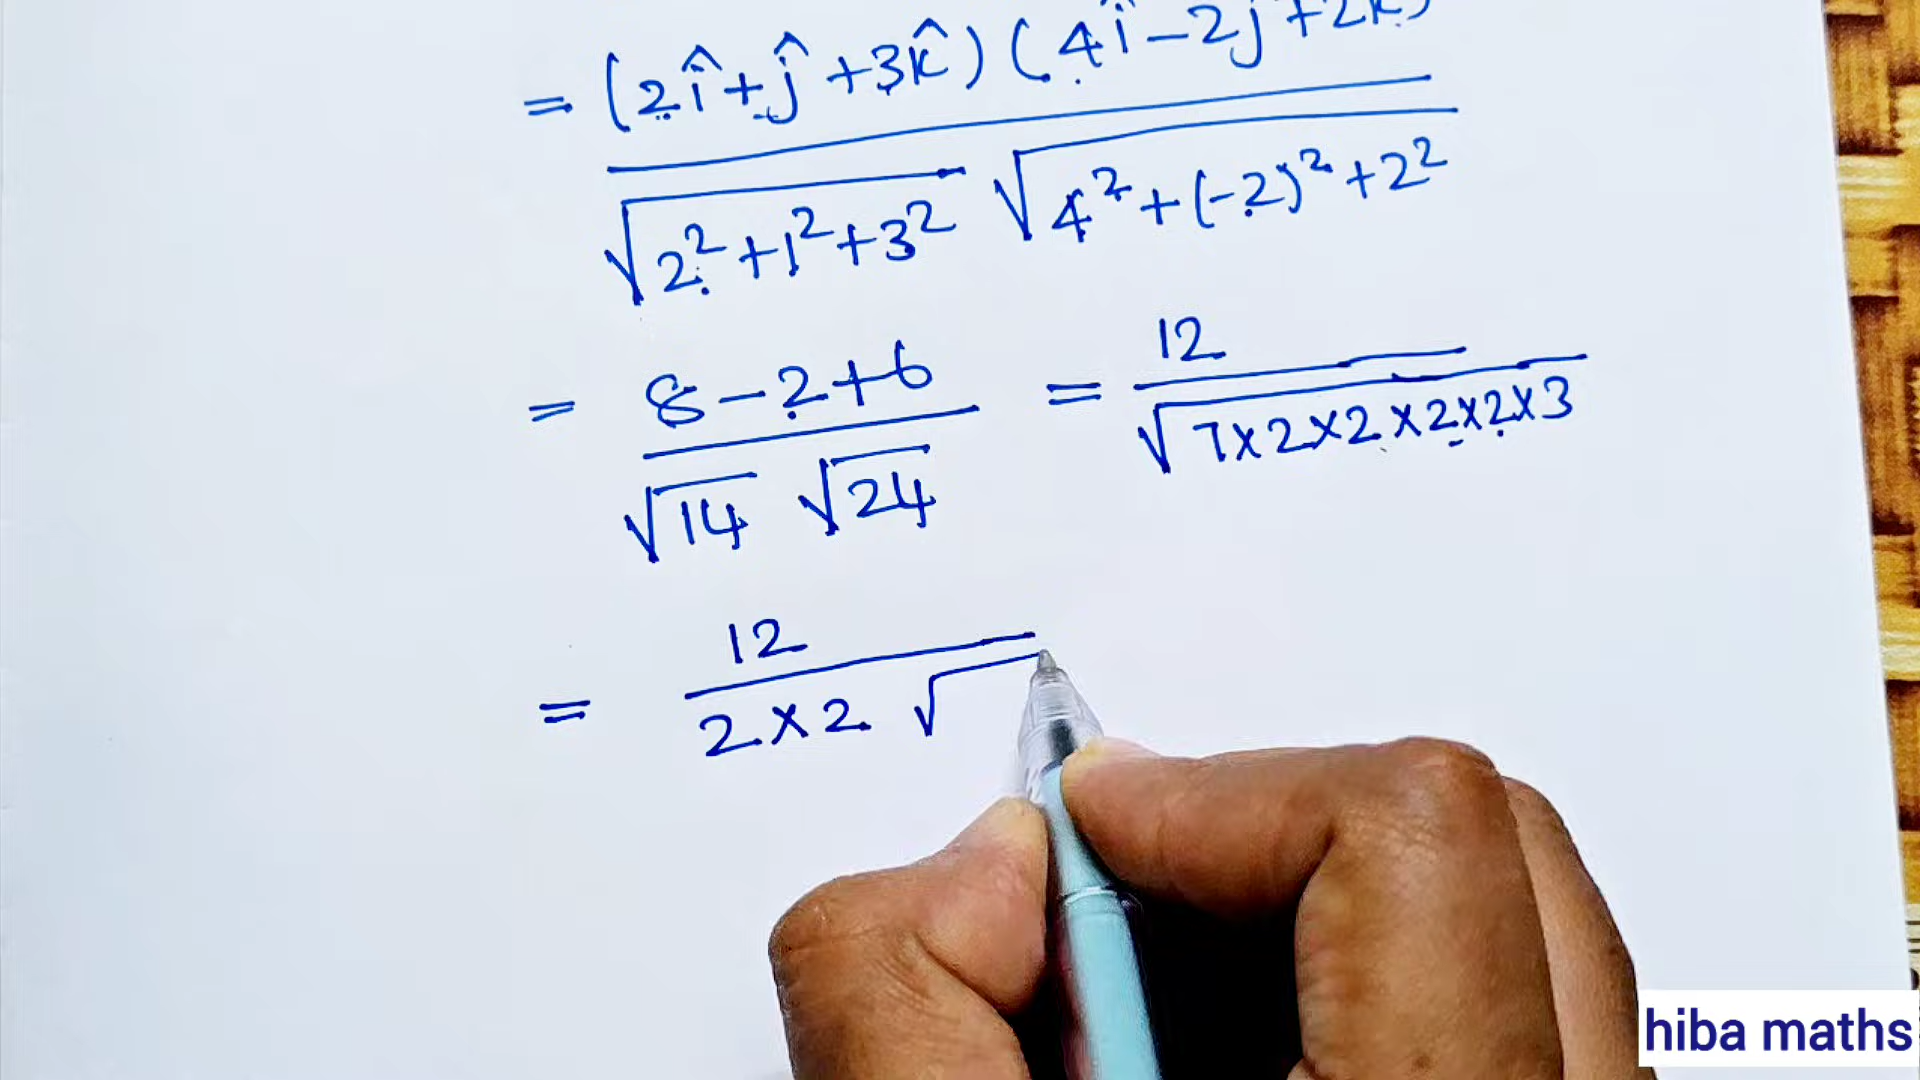 = (2î + ĵ + 3k̂) (4î - 2ĵ + 2k̂)
√2² + 1² + 3² √4² + (-2)² + 2²
= 8 - 2 + 6 = 12
√14 √24 √7×2×2×2×2×3
= 12
2×2 √
hiba maths